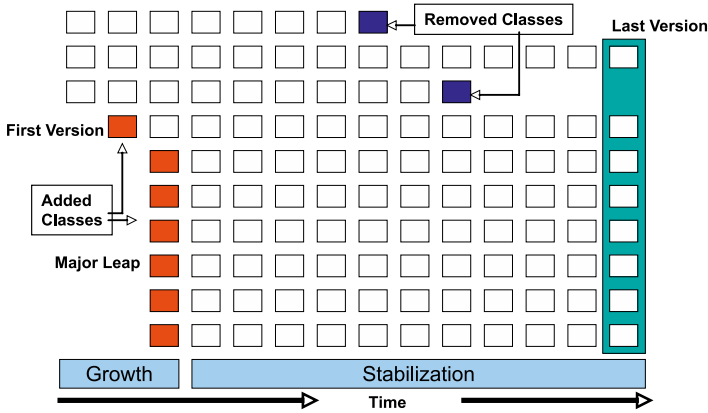 Removed Classes
Last Version
First Version
Added
Classes
Major Leap
Growth
Stabilization
Time